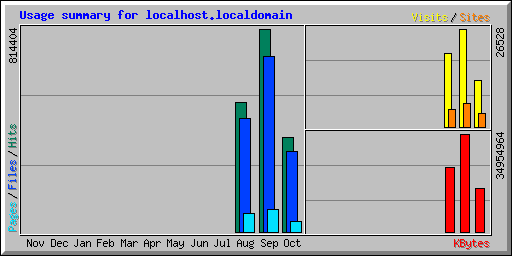 Usage summary for localhost.localdomain
Visits/Sites
814404
26528
Pages/Files/Hits
34954964
Nov Dec Jan Feb Mar Apr May Jun Jul Aug Sep Oct
KBytes